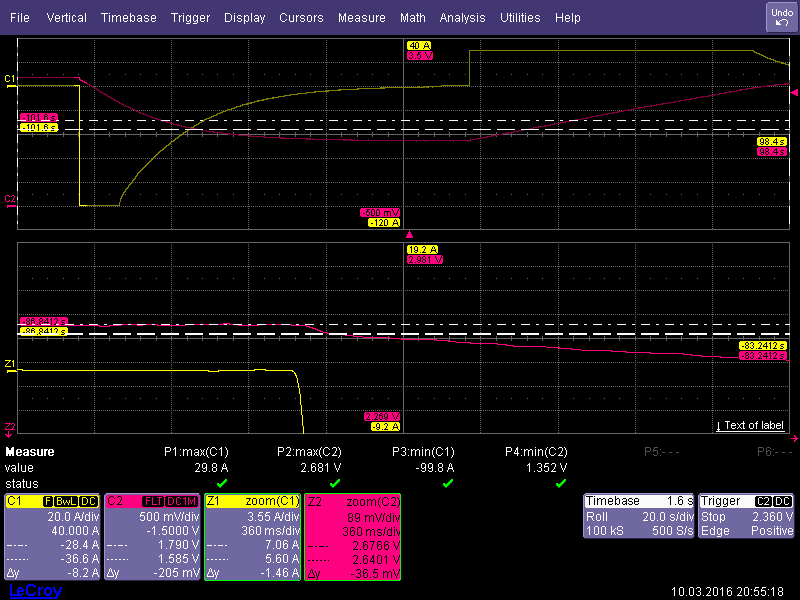 File Vertical Timebase Trigger Display Cursors Measure Math Analysis Utilities Help Undo
40 A
3.5 V
C1
-101.6 s
-101.6 s
98.4 s
98.4 s
C2
-500 mV
-120 A
19.2 A
2.981 V
-86.8412 s
-86.8412 s
-83.2412 s
-83.2412 s
Z1
2.269 V
-9.2 A
Z2
Text of label
Measure P1:max(C1) P2:max(C2) P3:min(C1) P4:min(C2) P5:--- P6:---
value 29.8 A 2.681 V -99.8 A 1.352 V
status
C1 F BwL DC C2 FLT DC1M Z1 zoom(C1) Z2 zoom(C2) Timebase 1.6 s Trigger C2 DC
20.0 A/div 500 mV/div 3.55 A/div 89 mV/div Roll 20.0 s/div Stop 2.360 V
40.000 A -1.5000 V 360 ms/div 360 ms/div 100 kS 500 S/s Edge Positive
-28.4 A 1.790 V 7.06 A 2.6766 V
-36.6 A 1.585 V 5.60 A 2.6401 V
Δy -8.2 A Δy -205 mV Δy -1.46 A Δy -36.5 mV
LeCroy 10.03.2016 20:55:18